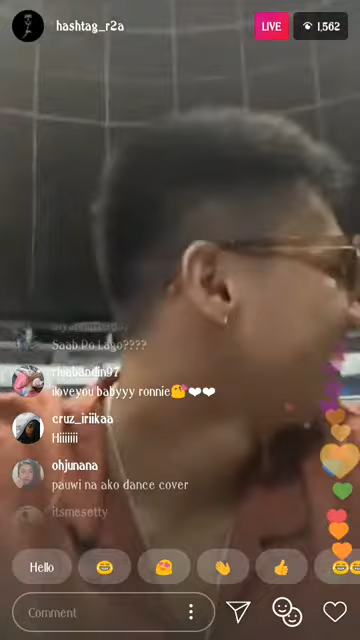 hashtag_r2a
LIVE
1,562
Saab Po Lago????
iloveyou babyyy ronnie😘❤❤
cruz_iriikaa
Hiiiiiii
ohjunana
pauwi na ako dance cover
itsmesetty
Hello
Comment